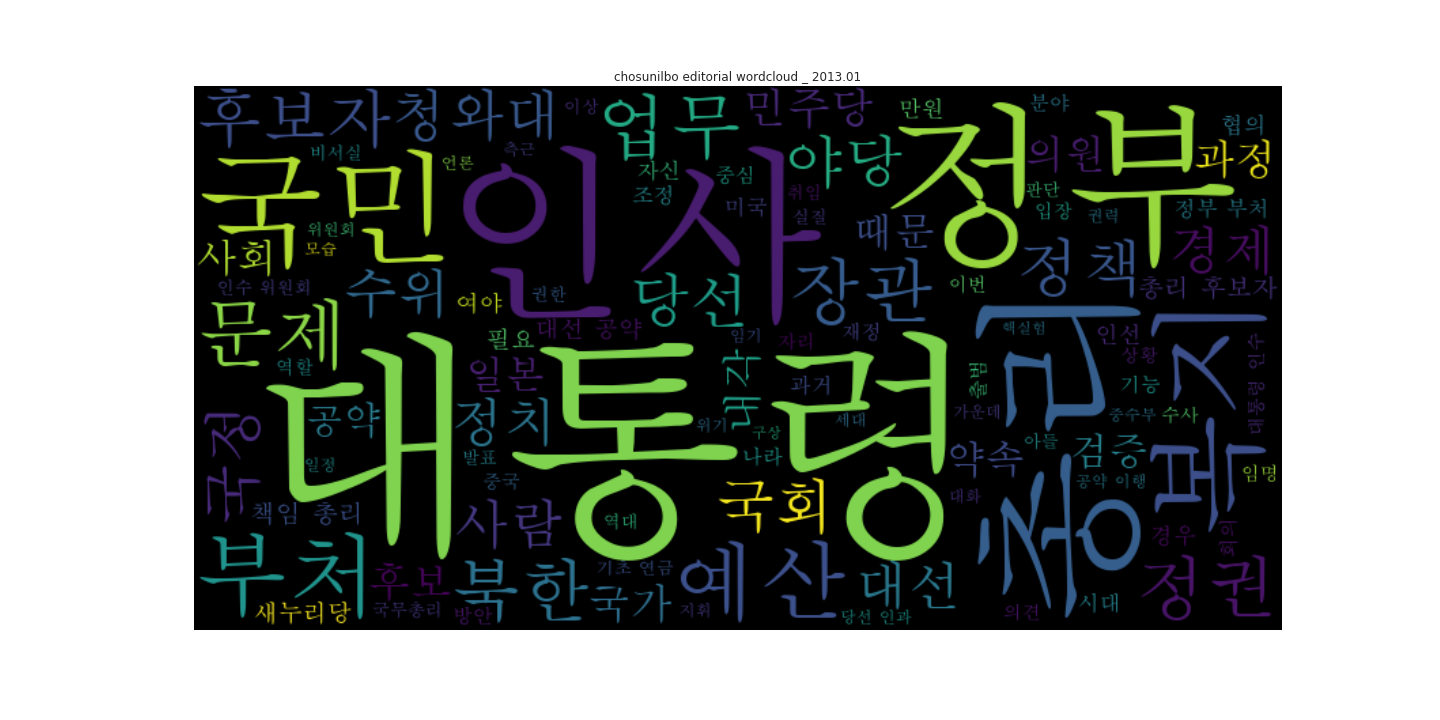 chosunilbo editorial wordcloud _ 2013.01
후보자
청와대
이상
업무
민주당
만원
정부
분야
협의
비서실
언론
측근
국민
인사
자신
중심
야당
의원
과정
조정
미국
취임
실질
판단
입장
권력
정부 부처
위원회
모습
때문
사회
정책
경제
인수 위원회
수위
여야
권한
당선
장관
이번
총리 후보자
문제
필요
대선 공약
임기
자리
재정
핵실험
인선
상황
역할
대통령
일본
내각
과거
출범
총리
기능
복지
대통령 인수
국정
공약
정치
위기
구상
세대
가운데
중수부
수사
발표
나라
약속
아들
검증
일정
중국
국회
대화
공약 이행
임명
책임 총리
사람
역대
경우
회의
부처
후보
북한
기초 연금
국가
예산
대선
정권
새누리당
국무총리
방안
지휘
당선 인과
의견
시대